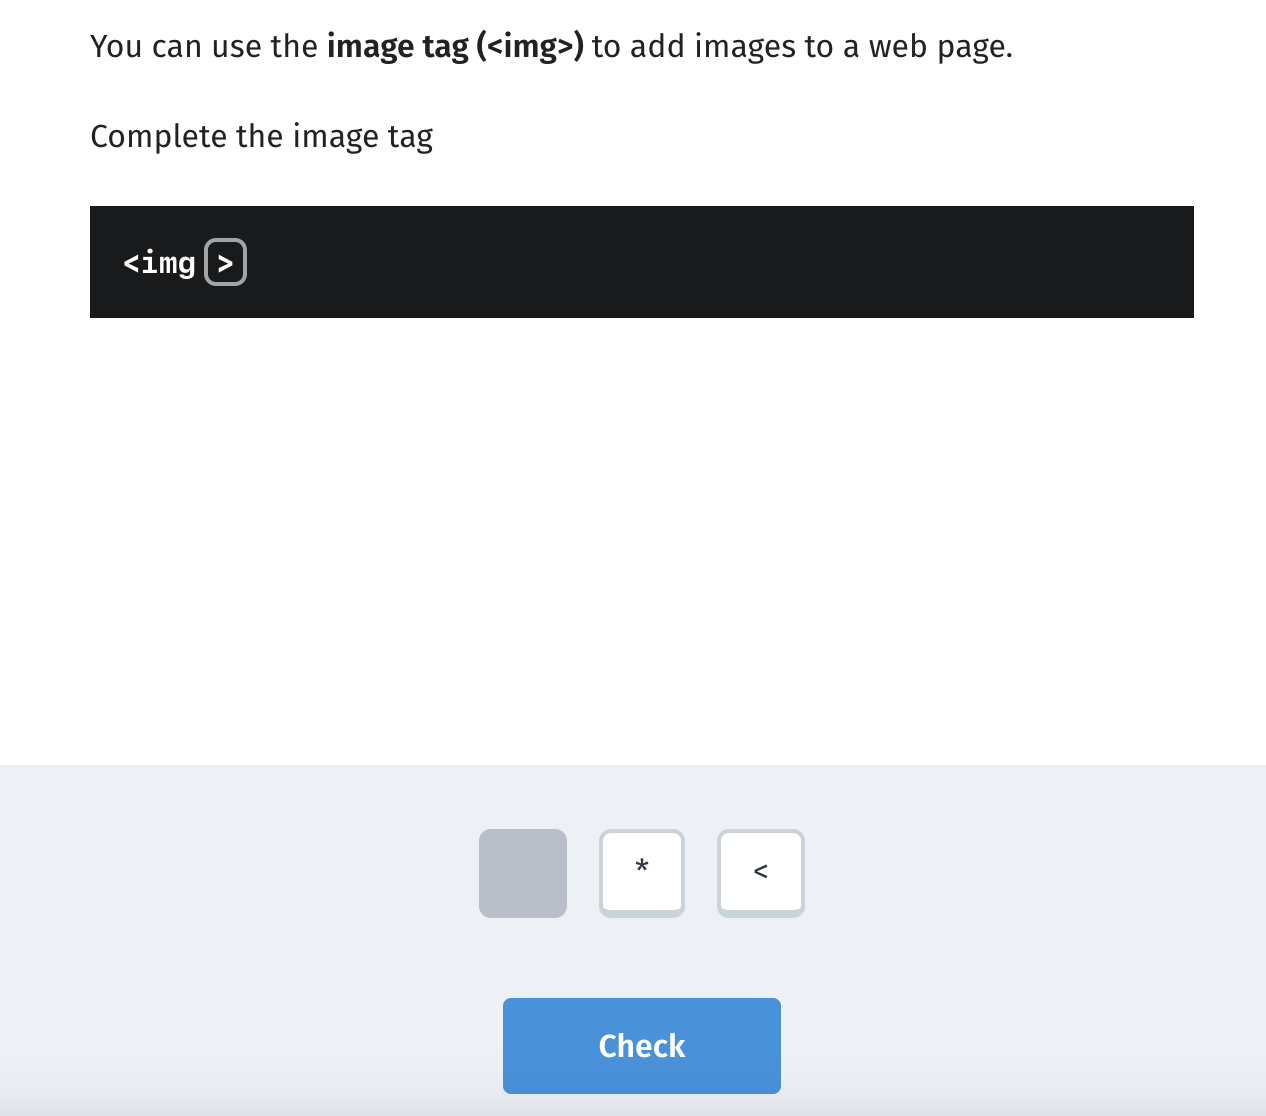 You can use the image tag (<img>) to add images to a web page.
Complete the image tag
<img >
* <
Check